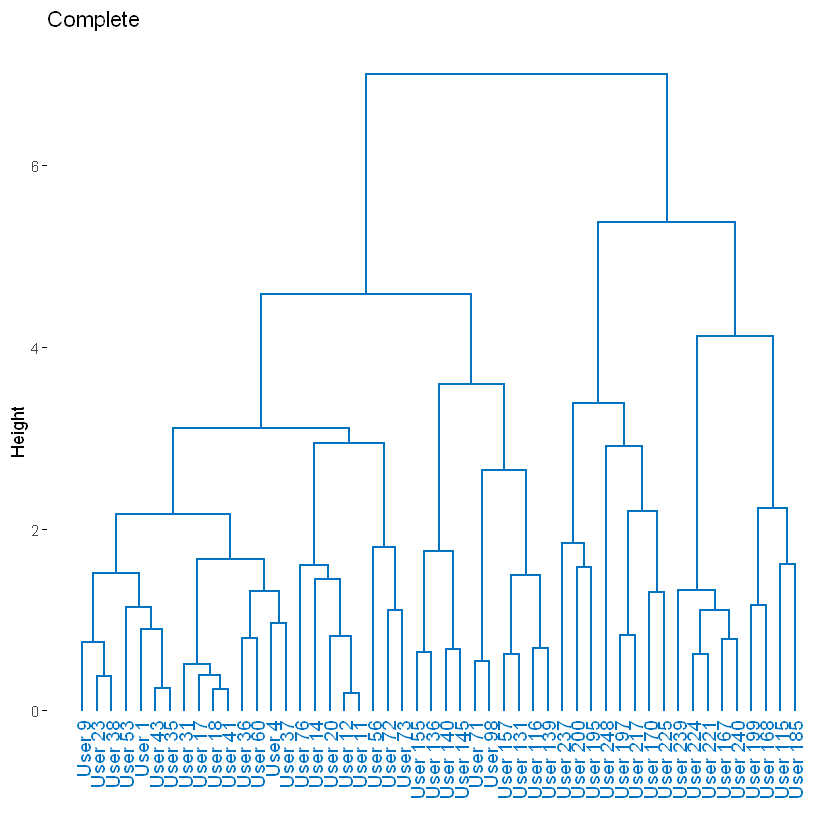 Complete
6
4
2
0
Height
User 9
User 23
User 38
User 53
User 1
User 43
User 35
User 31
User 17
User 18
User 41
User 36
User 60
User 4
User 37
User 76
User 14
User 20
User 12
User 11
User 56
User 72
User 73
User 155
User 136
User 140
User 145
User 71
User 98
User 157
User 131
User 116
User 139
User 237
User 200
User 195
User 248
User 197
User 217
User 170
User 225
User 239
User 224
User 221
User 167
User 240
User 199
User 168
User 115
User 185